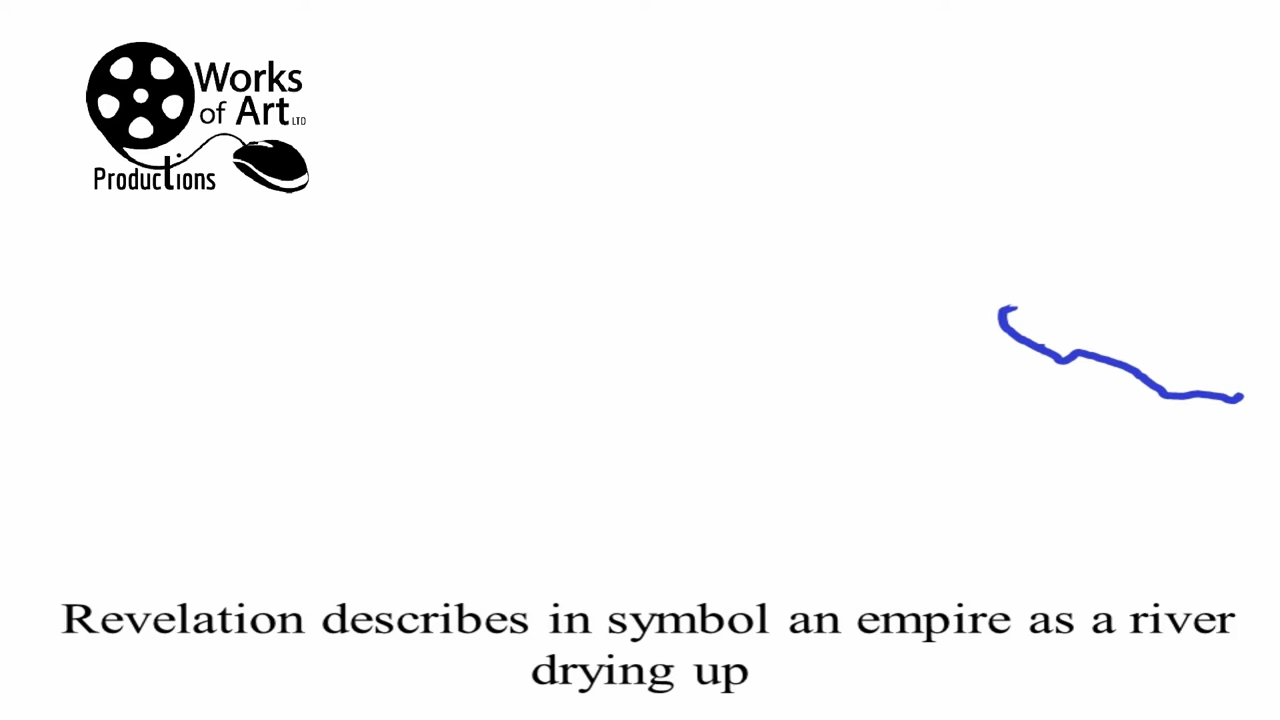 Works
of Art LTD
Productions
Revelation describes in symbol an empire as a river
drying up